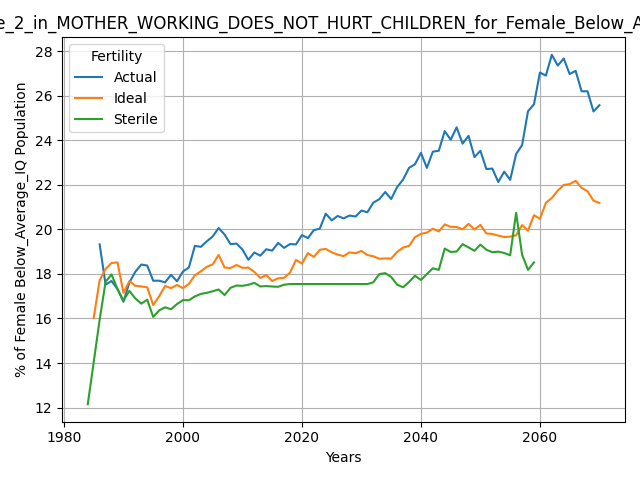 e_2_in_MOTHER_WORKING_DOES_NOT_HURT_CHILDREN_for_Female_Below_A
Fertility
Actual
Ideal
Sterile
% of Female Below_Average_IQ Population
28
26
24
22
20
18
16
14
12
1980
2000
2020
2040
2060
Years